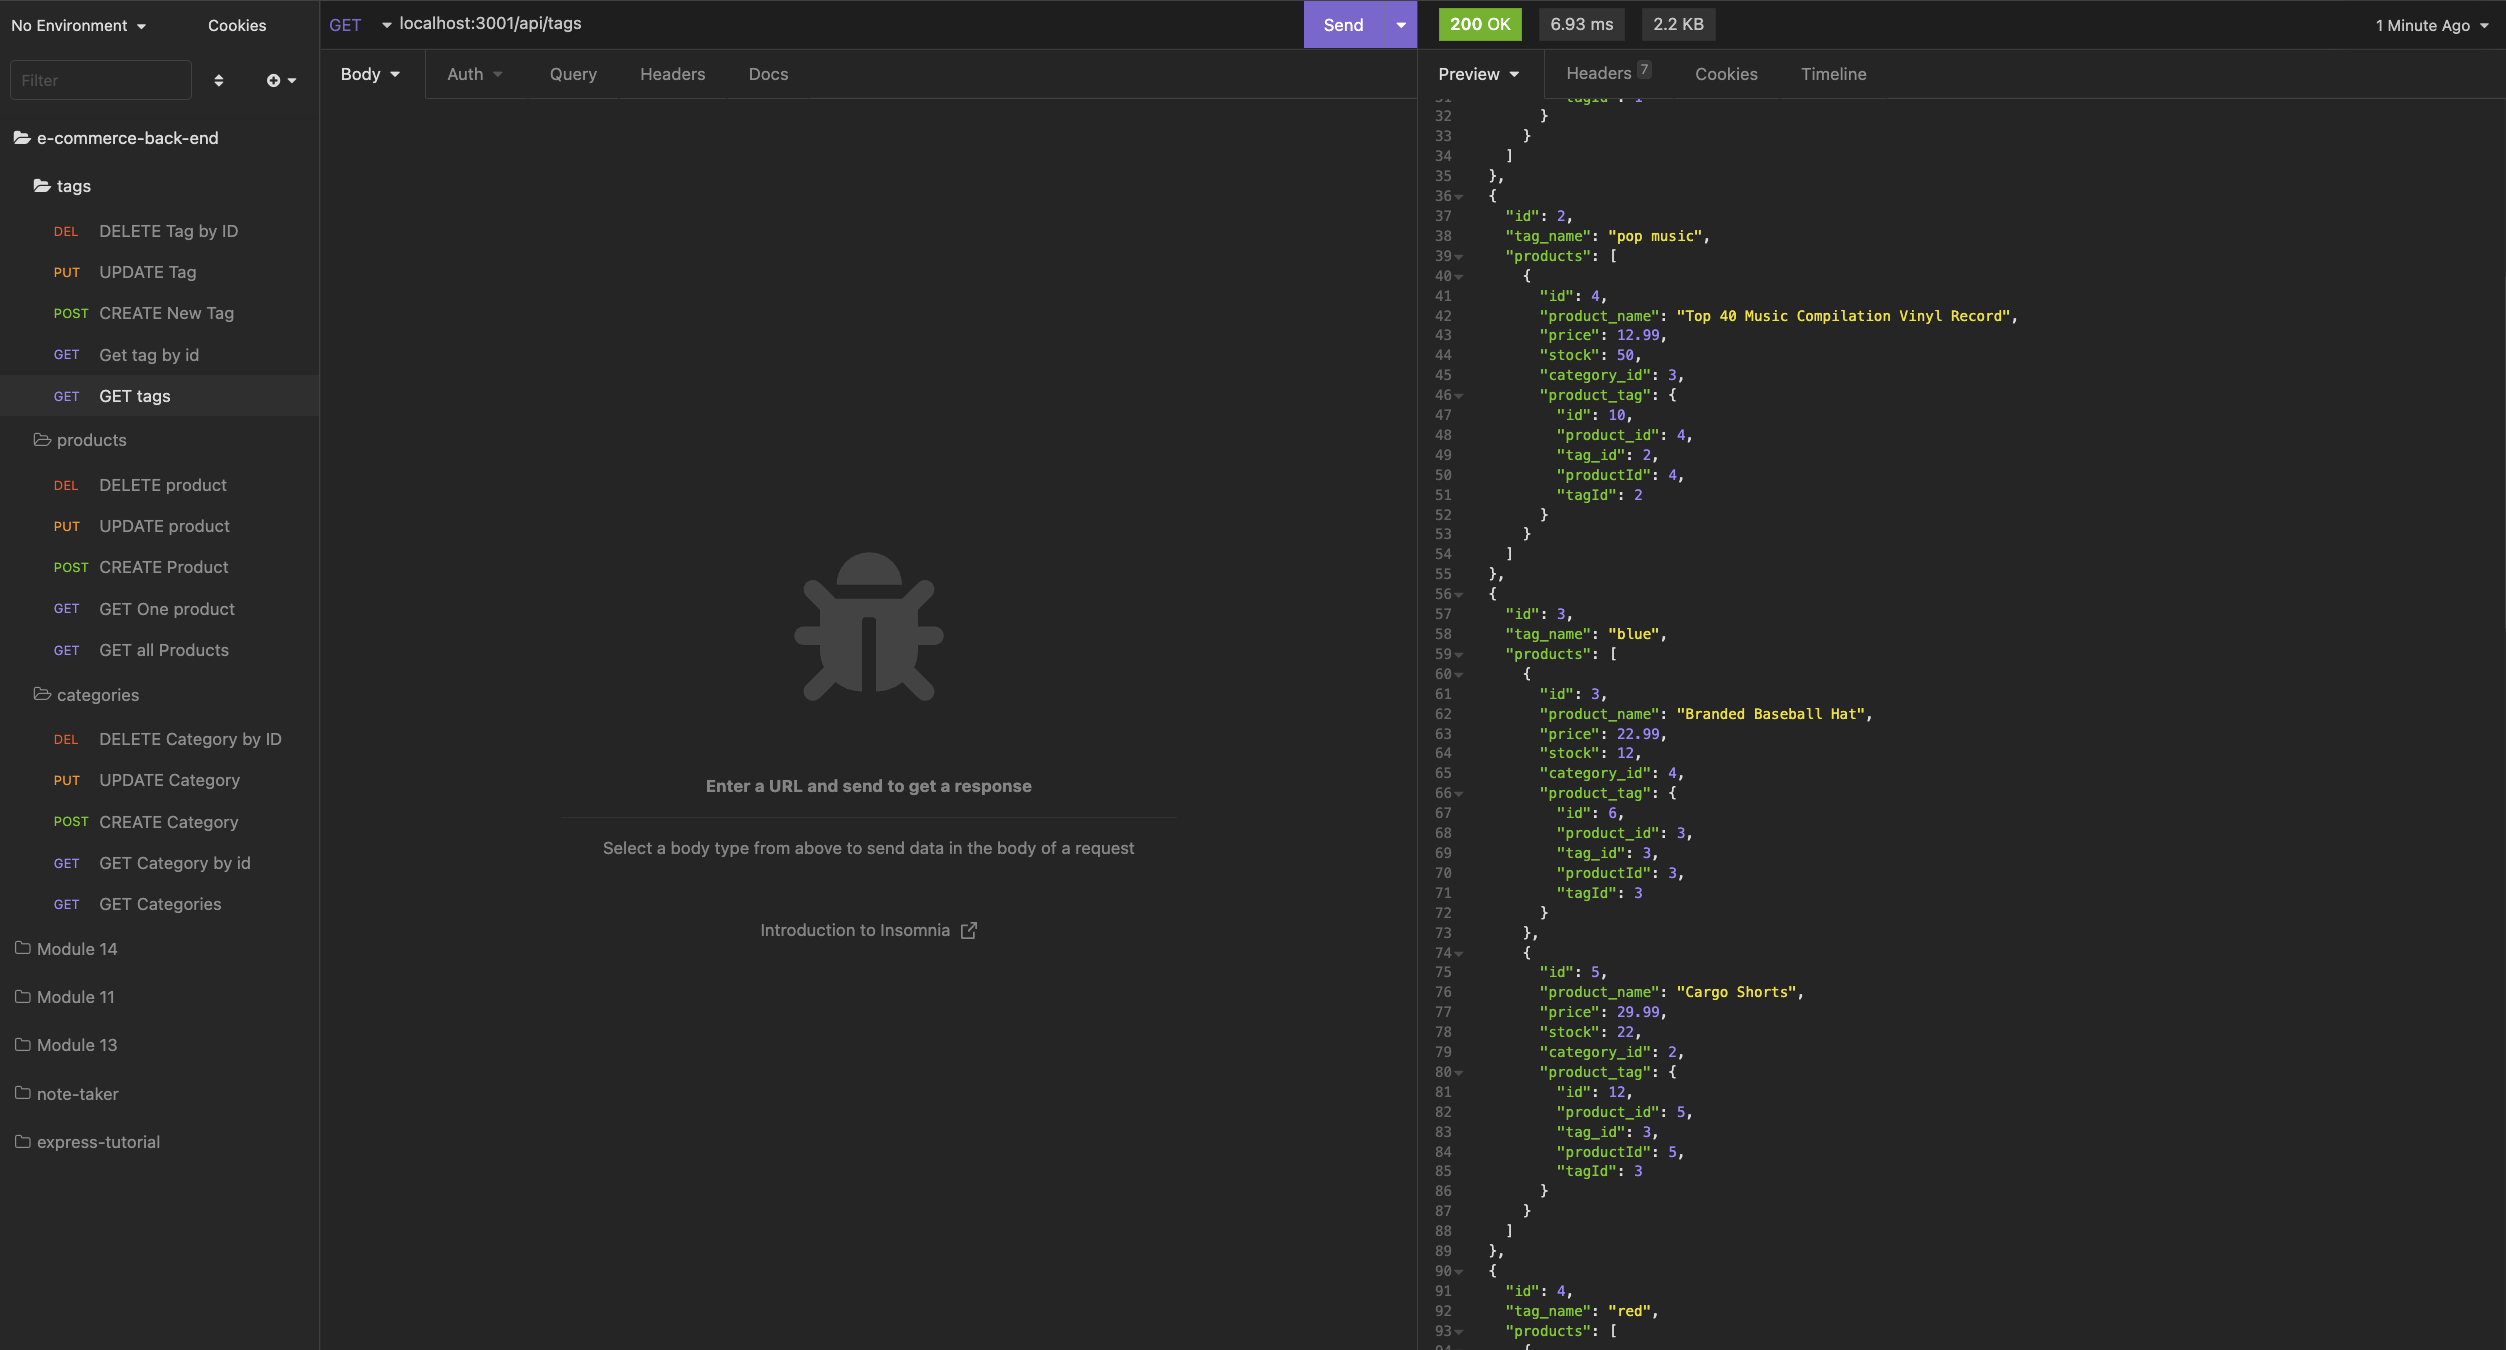 No Environment
Cookies
Filter
e-commerce-back-end
tags
DEL DELETE Tag by ID
PUT UPDATE Tag
POST CREATE New Tag
GET Get tag by id
GET GET tags
products
DEL DELETE product
PUT UPDATE product
POST CREATE Product
GET GET One product
GET GET all Products
categories
DEL DELETE Category by ID
PUT UPDATE Category
POST CREATE Category
GET GET Category by id
GET GET Categories
Module 14
Module 11
Module 13
note-taker
express-tutorial
GET localhost:3001/api/tags Send
Body Auth Query Headers Docs
Enter a URL and send to get a response
Select a body type from above to send data in the body of a request
Introduction to Insomnia
200 OK 6.93 ms 2.2 KB 1 Minute Ago
Preview Headers 7 Cookies Timeline
31 "tagId": 1
32 }
33 }
34 ]
35 },
36 {
37 "id": 2,
38 "tag_name": "pop music",
39 "products": [
40 {
41 "id": 4,
42 "product_name": "Top 40 Music Compilation Vinyl Record",
43 "price": 12.99,
44 "stock": 50,
45 "category_id": 3,
46 "product_tag": {
47 "id": 10,
48 "product_id": 4,
49 "tag_id": 2,
50 "productId": 4,
51 "tagId": 2
52 }
53 }
54 ]
55 },
56 {
57 "id": 3,
58 "tag_name": "blue",
59 "products": [
60 {
61 "id": 3,
62 "product_name": "Branded Baseball Hat",
63 "price": 22.99,
64 "stock": 12,
65 "category_id": 4,
66 "product_tag": {
67 "id": 6,
68 "product_id": 3,
69 "tag_id": 3,
70 "productId": 3,
71 "tagId": 3
72 }
73 },
74 {
75 "id": 5,
76 "product_name": "Cargo Shorts",
77 "price": 29.99,
78 "stock": 22,
79 "category_id": 2,
80 "product_tag": {
81 "id": 12,
82 "product_id": 5,
83 "tag_id": 3,
84 "productId": 5,
85 "tagId": 3
86 }
87 }
88 ]
89 },
90 {
91 "id": 4,
92 "tag_name": "red",
93 "products": [
94 {